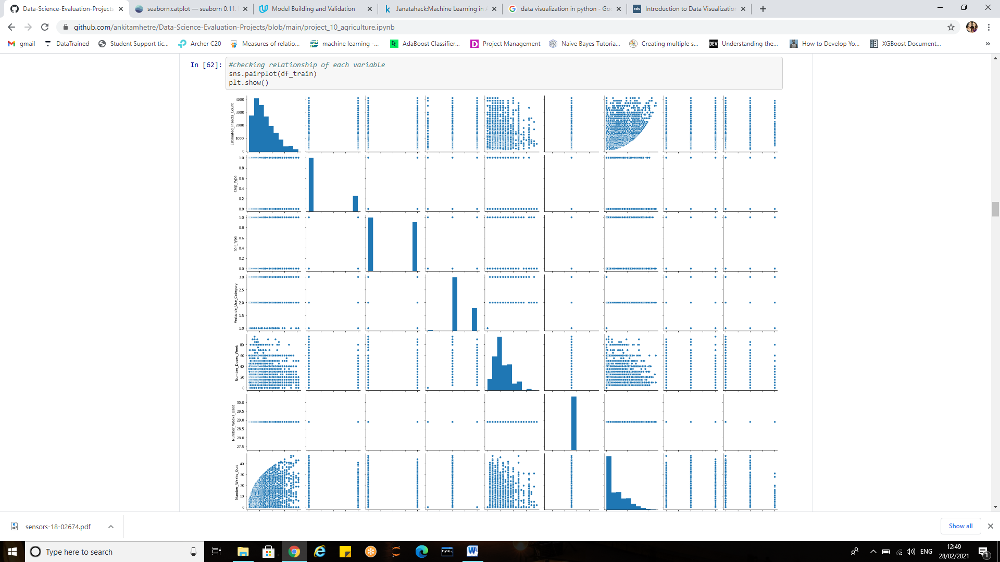 Data-Science-Evaluation-Projects
seaborn.catplot — seaborn 0.11.
Model Building and Validation
Janatahack:Machine Learning in
data visualization in python - Go
Introduction to Data Visualization
github.com/ankitamhetre/Data-Science-Evaluation-Projects/blob/main/project_10_agriculture.ipynb
gmail
DataTrained
Student Support tic...
Archer C20
Measures of relatio...
machine learning -...
AdaBoost Classifier...
Project Management
Naive Bayes Tutoria...
Creating multiple s...
DEV
Understanding the...
How to Develop Yo...
XGBoost Document...
»
In [62]:
#checking relationship of each variable
sns.pairplot(df_train)
plt.show()
Estimated_Insects_Count
4000
3000
2000
1000
0
Crop_Type
1.0
0.8
0.6
0.4
0.2
0.0
Soil_Type
1.0
0.8
0.6
0.4
0.2
0.0
Pesticide_Use_Category
3.0
2.5
2.0
1.5
1.0
Number_Doses_Week
80
60
40
20
0
Number_Weeks_Used
30.0
29.5
29.0
28.5
28.0
27.5
Number_Weeks_Quit
40
30
20
10
0
sensors-18-02674.pdf
Show all
Type here to search
ENG
12:49
28/02/2021
1